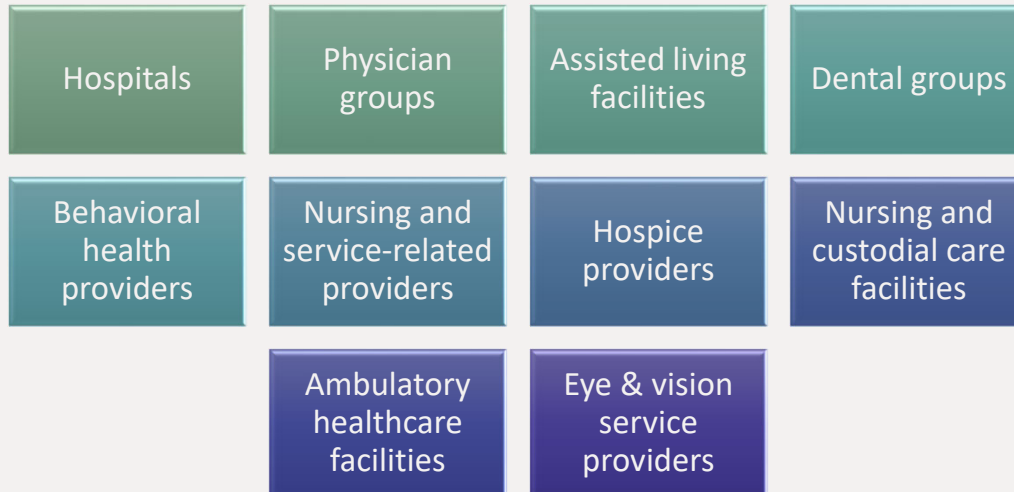 Hospitals
Physician
groups
Assisted living
facilities
Dental groups
Behavioral
health
providers
Nursing and
service-related
providers
Hospice
providers
Nursing and
custodial care
facilities
Ambulatory
healthcare
facilities
Eye & vision
service
providers